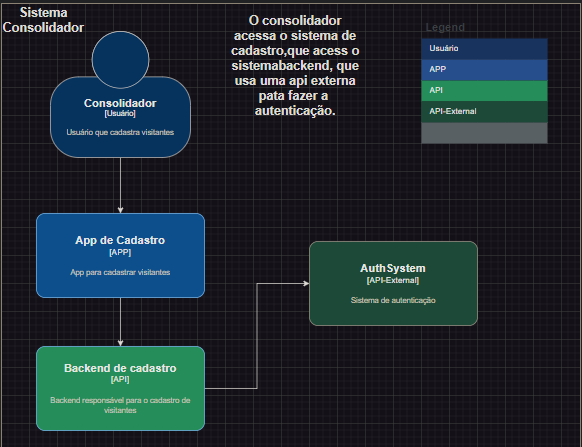 Sistema
Consolidador
O consolidador
acessa o sistema de
cadastro,que acess o
sistemabackend, que
usa uma api externa
pata fazer a
autenticação.
Legend
Usuário
APP
API
API-External
Consolidador
[Usuário]
Usuário que cadastra visitantes
App de Cadastro
[APP]
App para cadastrar visitantes
AuthSystem
[API-External]
Sistema de autenticação
Backend de cadastro
[API]
Backend responsável para o cadastro de
visitantes